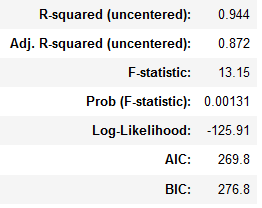 R-squared (uncentered): 0.944
Adj. R-squared (uncentered): 0.872
F-statistic: 13.15
Prob (F-statistic): 0.00131
Log-Likelihood: -125.91
AIC: 269.8
BIC: 276.8